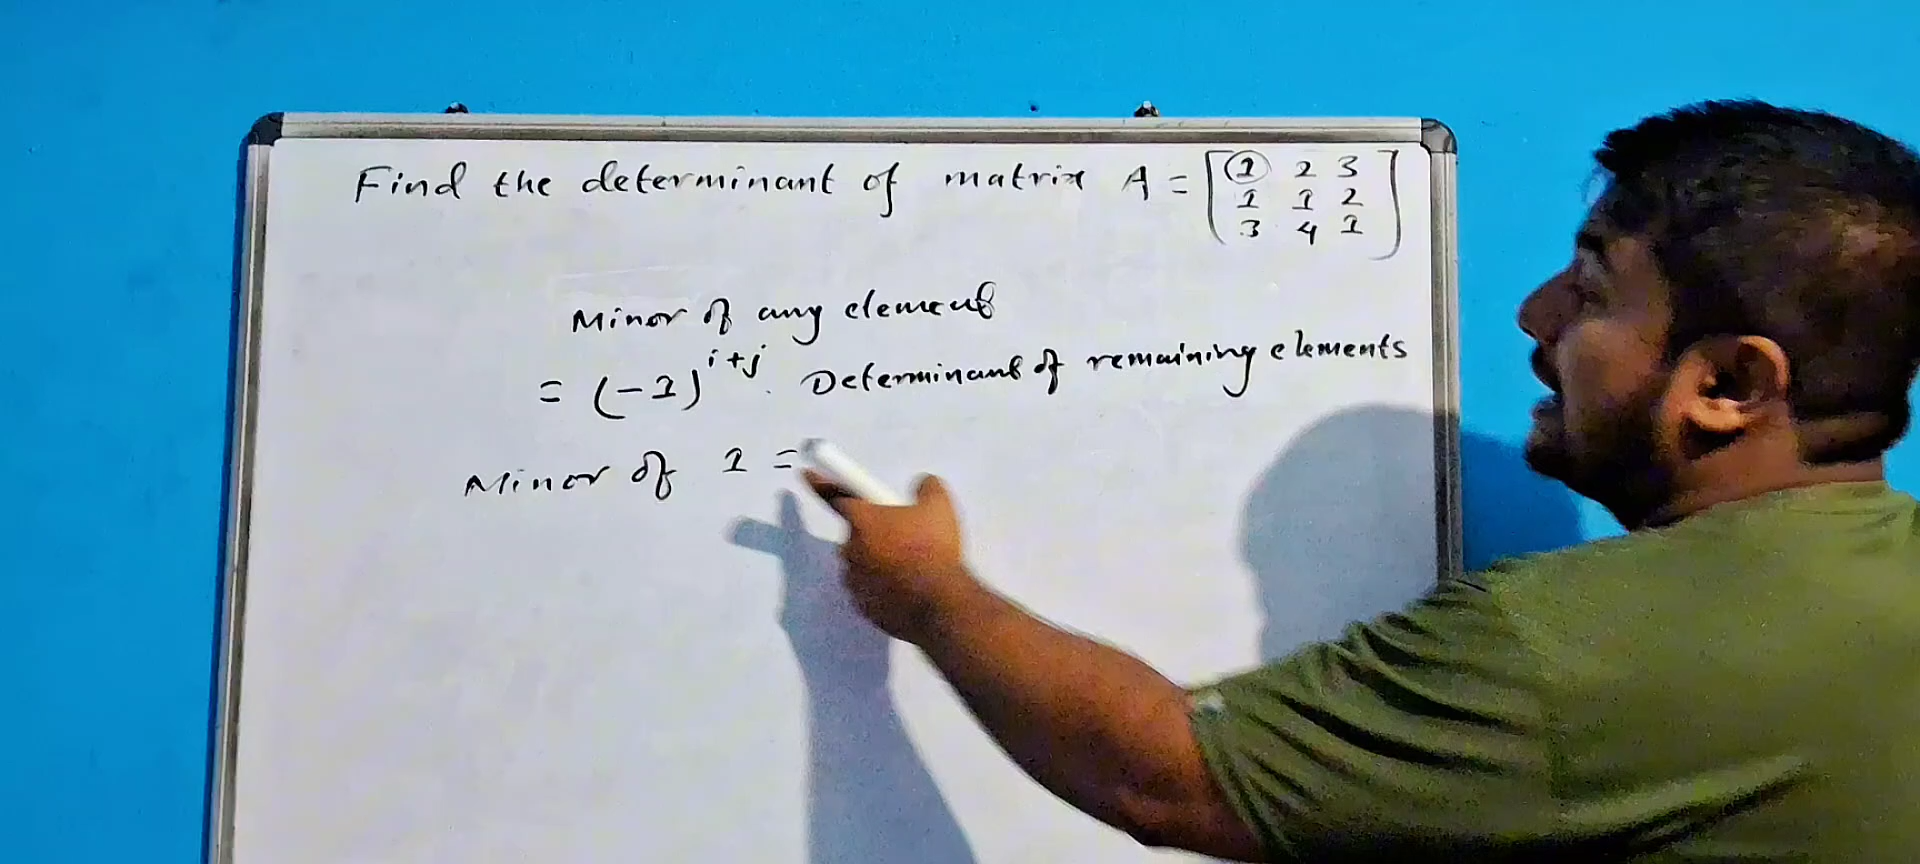 Find the determinant of matrix A = [1 2 3
1 1 2
3 4 1]
Minor of any element
= (-1)^{i+j} . Determinant of remaining elements
Minor of 1 =